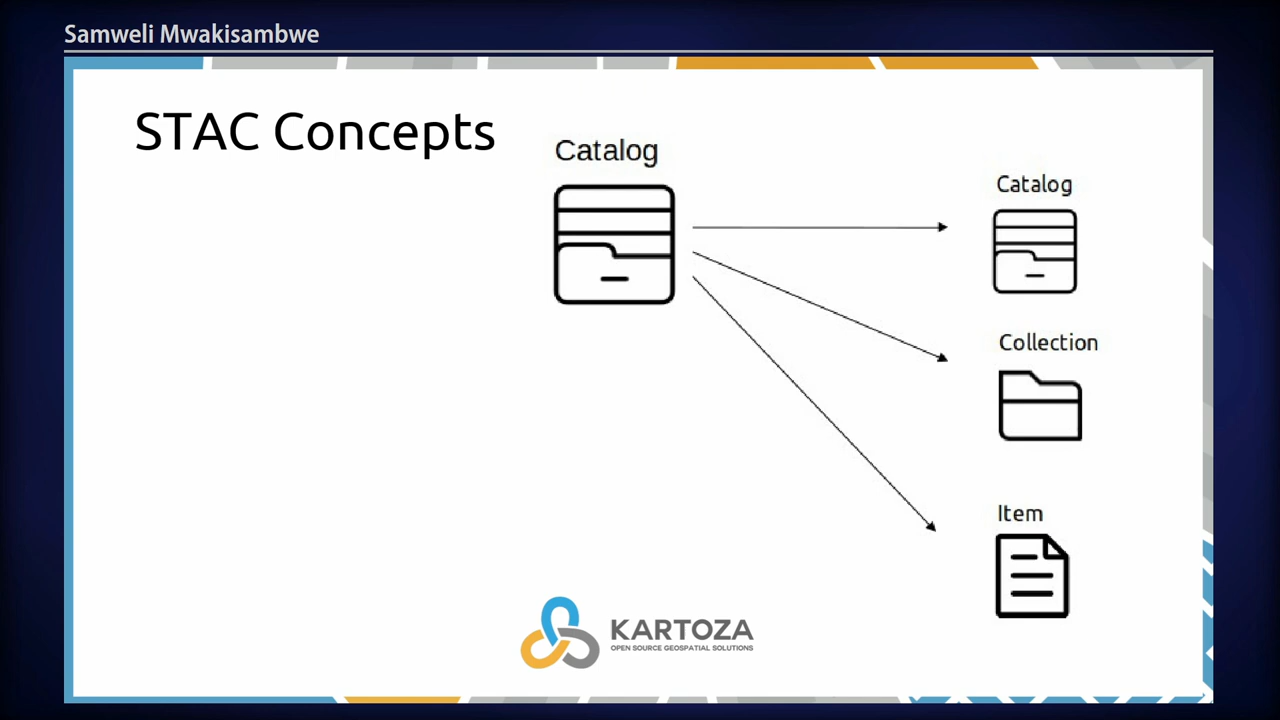 Samweli Mwakisambwe
STAC Concepts
Catalog
Catalog
Collection
Item
KARTOZA
OPEN SOURCE GEOSPATIAL SOLUTIONS